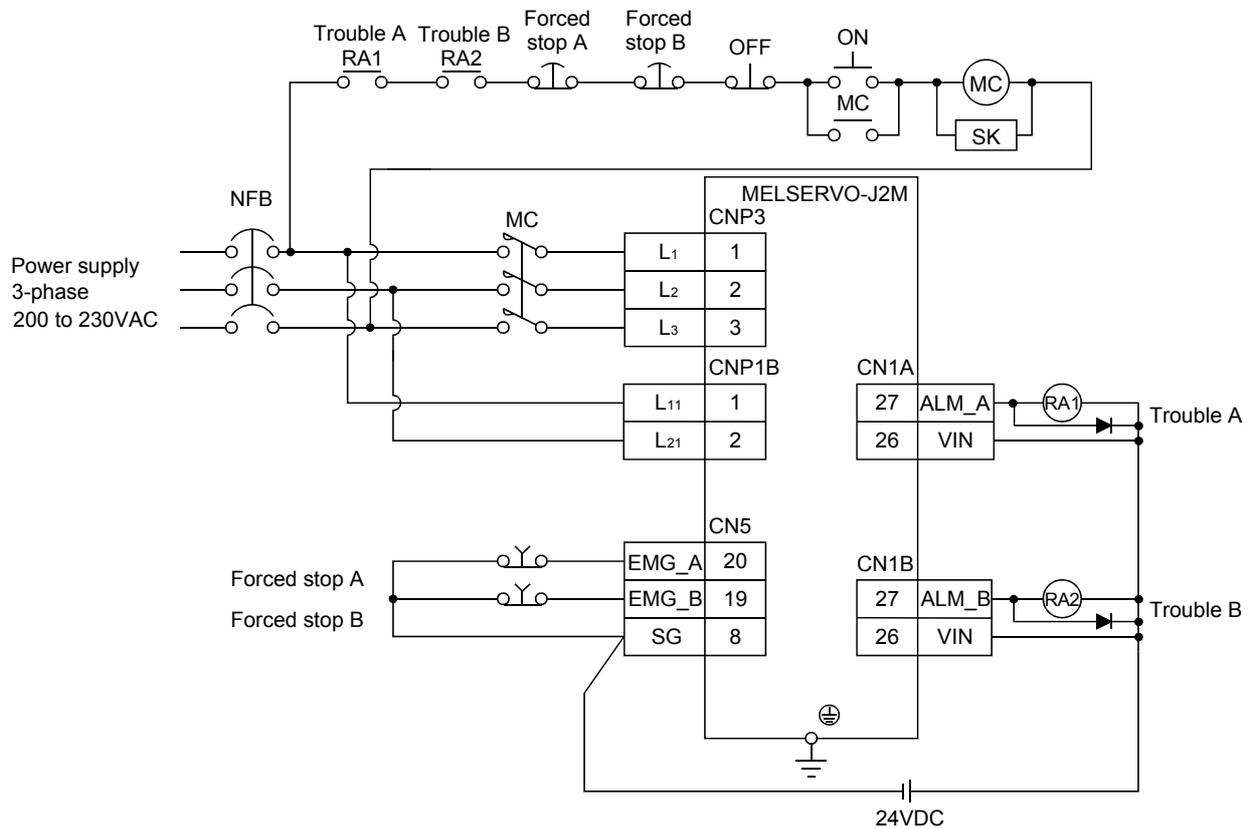 Forced
stop A
Forced
stop B
Trouble A
RA1
Trouble B
RA2
OFF
ON
MC
MC
SK
NFB
MC
MELSERVO-J2M
CNP3
Power supply
3-phase
200 to 230VAC
L1 1
L2 2
L3 3
CNP1B
L11 1
L21 2
CN1A
27 ALM_A
26 VIN
RA1
Trouble A
CN5
EMG_A 20
EMG_B 19
SG 8
Forced stop A
Forced stop B
CN1B
27 ALM_B
26 VIN
RA2
Trouble B
24VDC